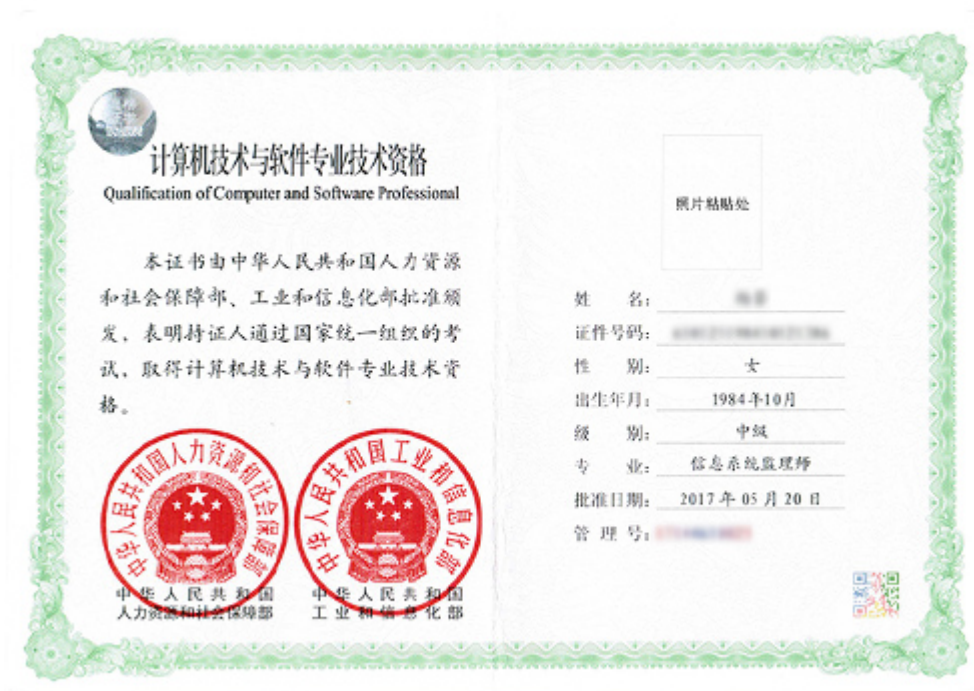 计算机技术与软件专业技术资格
Qualification of Computer and Software Professional
本证书由中华人民共和国人力资源
和社会保障部、工业和信息化部批准颁
发，表明持证人通过国家统一组织的考
试，取得计算机技术与软件专业技术资
格。
中华人民共和国人力资源和社会保障部
中华人民共和国工业和信息化部
中华人民共和国
人力资源和社会保障部
中华人民共和国
工业和信息化部
照片粘贴处
姓 名：
证件号码：
性 别： 女
出生年月： 1984年10月
级 别： 中级
专 业： 信息系统监理师
批准日期： 2017 年 05 月 20 日
管 理 号：